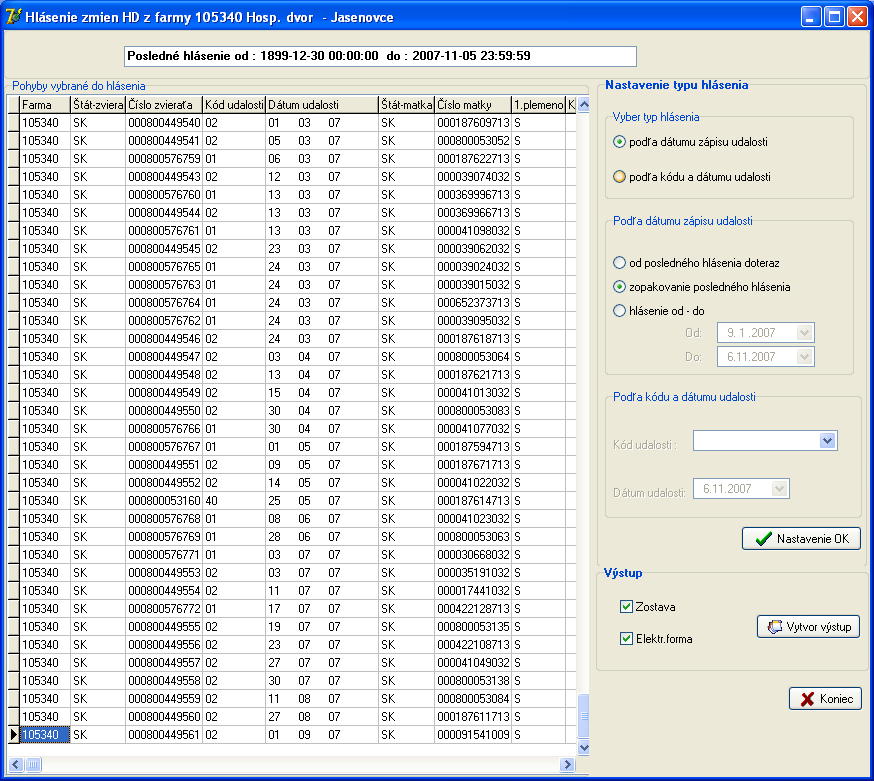 Hlásenie zmien HD z farmy 105340 Hosp. dvor - Jasenovce
Posledné hlásenie od : 1899-12-30 00:00:00 do : 2007-11-05 23:59:59
Pohyby vybrané do hlásenia
Farma Štát-zviera Číslo zvieraťa Kód udalosti Dátum udalosti Štát-matka Číslo matky 1.plemeno K
105340 SK 000800449540 02 01 03 07 SK 000187609713 S
105340 SK 000800449541 02 05 03 07 SK 000800053052 S
105340 SK 000800576759 01 06 03 07 SK 000187622713 S
105340 SK 000800449543 02 12 03 07 SK 000039074032 S
105340 SK 000800576760 01 13 03 07 SK 000369996713 S
105340 SK 000800449544 02 13 03 07 SK 000369966713 S
105340 SK 000800576761 01 13 03 07 SK 000041098032 S
105340 SK 000800449545 02 23 03 07 SK 000039062032 S
105340 SK 000800576765 01 24 03 07 SK 000039024032 S
105340 SK 000800576763 01 24 03 07 SK 000039015032 S
105340 SK 000800576764 01 24 03 07 SK 000652373713 S
105340 SK 000800576762 01 24 03 07 SK 000039095032 S
105340 SK 000800449546 02 24 03 07 SK 000187618713 S
105340 SK 000800449547 02 03 04 07 SK 000800053064 S
105340 SK 000800449548 02 13 04 07 SK 000187621713 S
105340 SK 000800449549 02 15 04 07 SK 000041013032 S
105340 SK 000800449550 02 30 04 07 SK 000800053083 S
105340 SK 000800576766 01 30 04 07 SK 000041077032 S
105340 SK 000800576767 01 01 05 07 SK 000187594713 S
105340 SK 000800449551 02 09 05 07 SK 000187671713 S
105340 SK 000800449552 02 14 05 07 SK 000041022032 S
105340 SK 000800053160 40 25 05 07 SK 000187614713 S
105340 SK 000800576768 01 08 06 07 SK 000041023032 S
105340 SK 000800576769 01 28 06 07 SK 000800053063 S
105340 SK 000800576771 01 03 07 07 SK 000030668032 S
105340 SK 000800449553 02 03 07 07 SK 000035191032 S
105340 SK 000800449554 02 11 07 07 SK 000017441032 S
105340 SK 000800576772 01 17 07 07 SK 000422128713 S
105340 SK 000800449555 02 19 07 07 SK 000800053135 S
105340 SK 000800449556 02 23 07 07 SK 000422108713 S
105340 SK 000800449557 02 27 07 07 SK 000041049032 S
105340 SK 000800449558 02 30 07 07 SK 000800053138 S
105340 SK 000800449559 02 11 08 07 SK 000800053084 S
105340 SK 000800449560 02 27 08 07 SK 000187611713 S
105340 SK 000800449561 02 01 09 07 SK 000091541009 S
Nastavenie typu hlásenia
Vyber typ hlásenia
podľa dátumu zápisu udalosti
podľa kódu a dátumu udalosti
Podľa dátumu zápisu udalosti
od posledného hlásenia doteraz
zopakovanie posledného hlásenia
hlásenie od - do
Od: 9. 1 .2007
Do: 6.11.2007
Podľa kódu a dátumu udalosti
Kód udalosti :
Dátum udalosti: 6.11.2007
Nastavenie OK
Výstup
Zostava
Elektr.forma
Vytvor výstup
Koniec